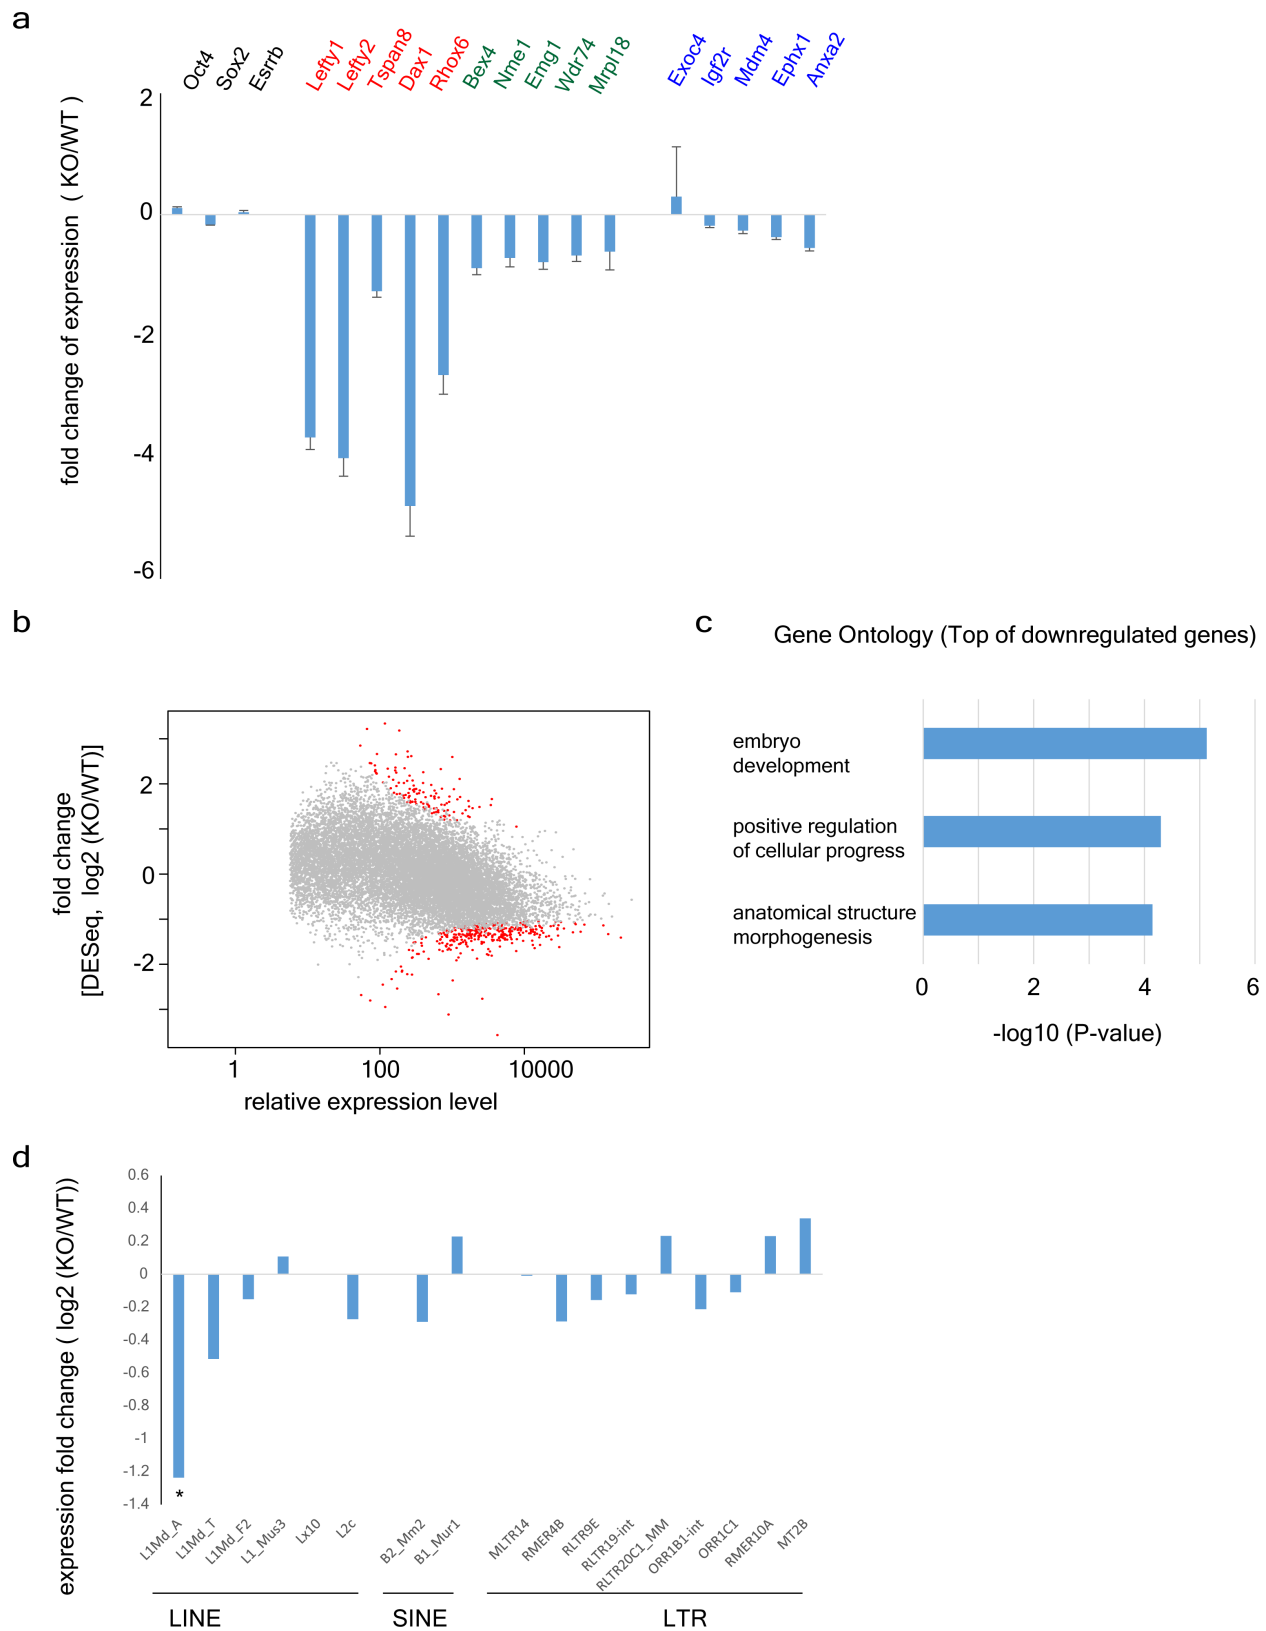 a
Oct4
Sox2
Esrrb
Lefty1
Lefty2
Tspan8
Dax1
Rhox6
Bex4
Nme1
Emg1
Wdr74
Mrpl18
Exoc4
Igf2r
Mdm4
Ephx1
Anxa2
fold change of expression ( KO/WT )
2
0
-2
-4
-6
b
fold change
[DESeq, log2 (KO/WT)]
2
0
-2
1
100
10000
relative expression level
c
Gene Ontology (Top of downregulated genes)
embryo
development
positive regulation
of cellular progress
anatomical structure
morphogenesis
0
2
4
6
-log10 (P-value)
d
expression fold change ( log2 (KO/WT))
0.6
0.4
0.2
0
-0.2
-0.4
-0.6
-0.8
-1
-1.2
-1.4
*
L1Md_A
L1Md_T
L1Md_F2
L1_Mus3
Lx10
L2c
B2_Mm2
B1_Mur1
MLTR14
RMER4B
RLTR9E
RLTR19-int
RLTR20C1_MM
ORR1B1-int
ORR1C1
RMER10A
MT2B
LINE
SINE
LTR